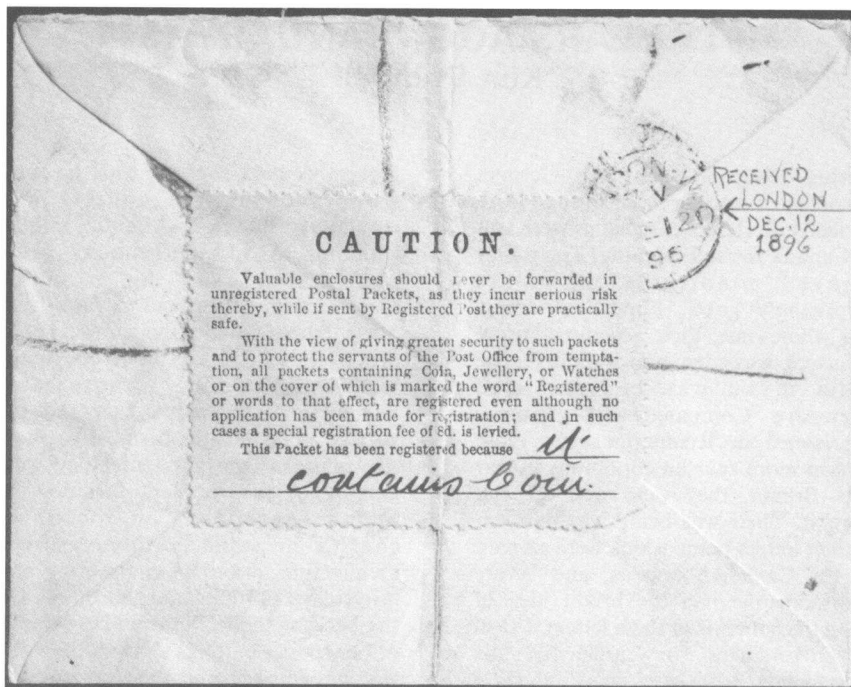 CAUTION.
Valuable enclosures should never be forwarded in
unregistered Postal Packets, as they incur serious risk
thereby, while if sent by Registered Post they are practically
safe.
With the view of giving greater security to such packets
and to protect the servants of the Post Office from tempta-
tion, all packets containing Coin, Jewellery, or Watches
or on the cover of which is marked the word "Registered"
or words to that effect, are registered even although no
application has been made for registration; and in such
cases a special registration fee of 8d. is levied.
This Packet has been registered because it
contains Coin.
RECEIVED
LONDON
DEC. 12
1896